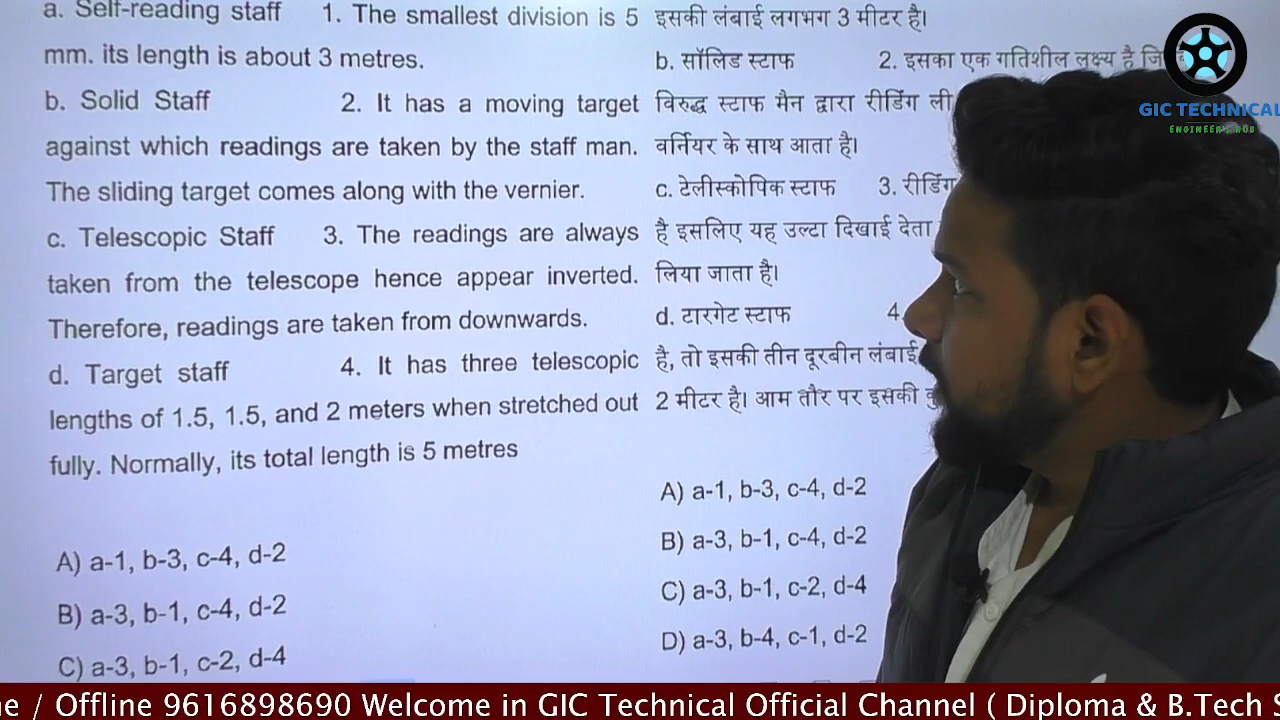 a. Self-reading staff 1. The smallest division is 5
mm. its length is about 3 metres.
b. Solid Staff 2. It has a moving target
against which readings are taken by the staff man.
The sliding target comes along with the vernier.
c. Telescopic Staff 3. The readings are always
taken from the telescope hence appear inverted.
Therefore, readings are taken from downwards.
d. Target staff 4. It has three telescopic
lengths of 1.5, 1.5, and 2 meters when stretched out
fully. Normally, its total length is 5 metres
A) a-1, b-3, c-4, d-2
B) a-3, b-1, c-4, d-2
C) a-3, b-1, c-2, d-4
इसकी लंबाई लगभग 3 मीटर है।
b. सॉलिड स्टाफ 2. इसका एक गतिशील लक्ष्य है
विरुद्ध स्टाफ मैन द्वारा रीडिंग ली
वर्नियर के साथ आता है।
c. टेलीस्कोपिक स्टाफ 3. रीडिंग
है इसलिए यह उल्टा दिखाई देता
लिया जाता है।
d. टारगेट स्टाफ 4.
है, तो इसकी तीन दूरबीन लंबाई
2 मीटर है। आम तौर पर इसकी
A) a-1, b-3, c-4, d-2
B) a-3, b-1, c-4, d-2
C) a-3, b-1, c-2, d-4
D) a-3, b-4, c-1, d-2
GIC TECHNICAL
ENGINEER'S HUB
/ Offline 9616898690 Welcome in GIC Technical Official Channel ( Diploma & B.Tech